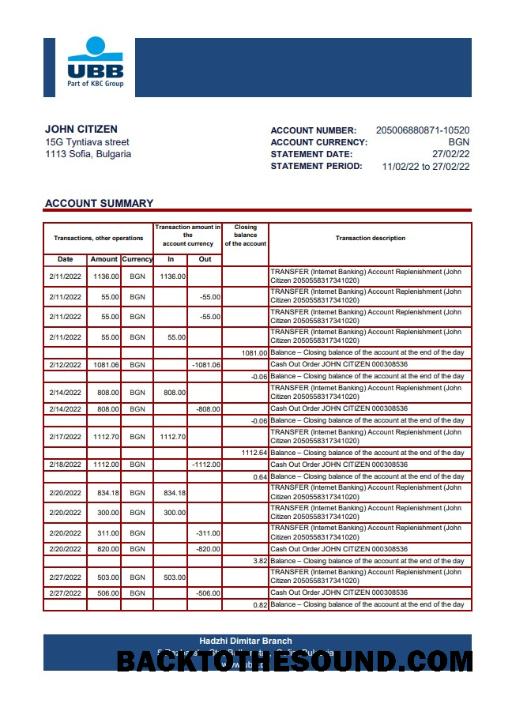 UBB
Part of KBC Group
JOHN CITIZEN
15G Tyntiava street
1113 Sofia, Bulgaria
ACCOUNT NUMBER: 205006880871-10520
ACCOUNT CURRENCY: BGN
STATEMENT DATE: 27/02/22
STATEMENT PERIOD: 11/02/22 to 27/02/22
ACCOUNT SUMMARY
Transactions, other operations
Transaction amount in
the
account currency
Closing
balance
of the account
Transaction description
Date Amount Currency In Out
2/11/2022 1136.00 BGN 1136.00 TRANSFER (Internet Banking) Account Replenishment (John
Citizen 2050558317341020)
2/11/2022 55.00 BGN -55.00 TRANSFER (Internet Banking) Account Replenishment (John
Citizen 2050558317341020)
2/11/2022 55.00 BGN -55.00 TRANSFER (Internet Banking) Account Replenishment (John
Citizen 2050558317341020)
2/11/2022 55.00 BGN 55.00 TRANSFER (Internet Banking) Account Replenishment (John
Citizen 2050558317341020)
1081.00 Balance – Closing balance of the account at the end of the day
2/12/2022 1081.06 BGN -1081.06 Cash Out Order JOHN CITIZEN 000308536
-0.06 Balance – Closing balance of the account at the end of the day
2/14/2022 808.00 BGN 808.00 TRANSFER (Internet Banking) Account Replenishment (John
Citizen 2050558317341020)
2/14/2022 808.00 BGN -808.00 Cash Out Order JOHN CITIZEN 000308536
-0.06 Balance – Closing balance of the account at the end of the day
2/17/2022 1112.70 BGN 1112.70 TRANSFER (Internet Banking) Account Replenishment (John
Citizen 2050558317341020)
1112.64 Balance – Closing balance of the account at the end of the day
2/18/2022 1112.00 BGN -1112.00 Cash Out Order JOHN CITIZEN 000308536
0.64 Balance – Closing balance of the account at the end of the day
2/20/2022 834.18 BGN 834.18 TRANSFER (Internet Banking) Account Replenishment (John
Citizen 2050558317341020)
2/20/2022 300.00 BGN 300.00 TRANSFER (Internet Banking) Account Replenishment (John
Citizen 2050558317341020)
2/20/2022 311.00 BGN -311.00 TRANSFER (Internet Banking) Account Replenishment (John
Citizen 2050558317341020)
2/20/2022 820.00 BGN -820.00 Cash Out Order JOHN CITIZEN 000308536
3.82 Balance – Closing balance of the account at the end of the day
2/27/2022 503.00 BGN 503.00 TRANSFER (Internet Banking) Account Replenishment (John
Citizen 2050558317341020)
2/27/2022 506.00 BGN -506.00 Cash Out Order JOHN CITIZEN 000308536
0.82 Balance – Closing balance of the account at the end of the day
Hadzhi Dimitar Branch
BACKTOTHESOUND.COM